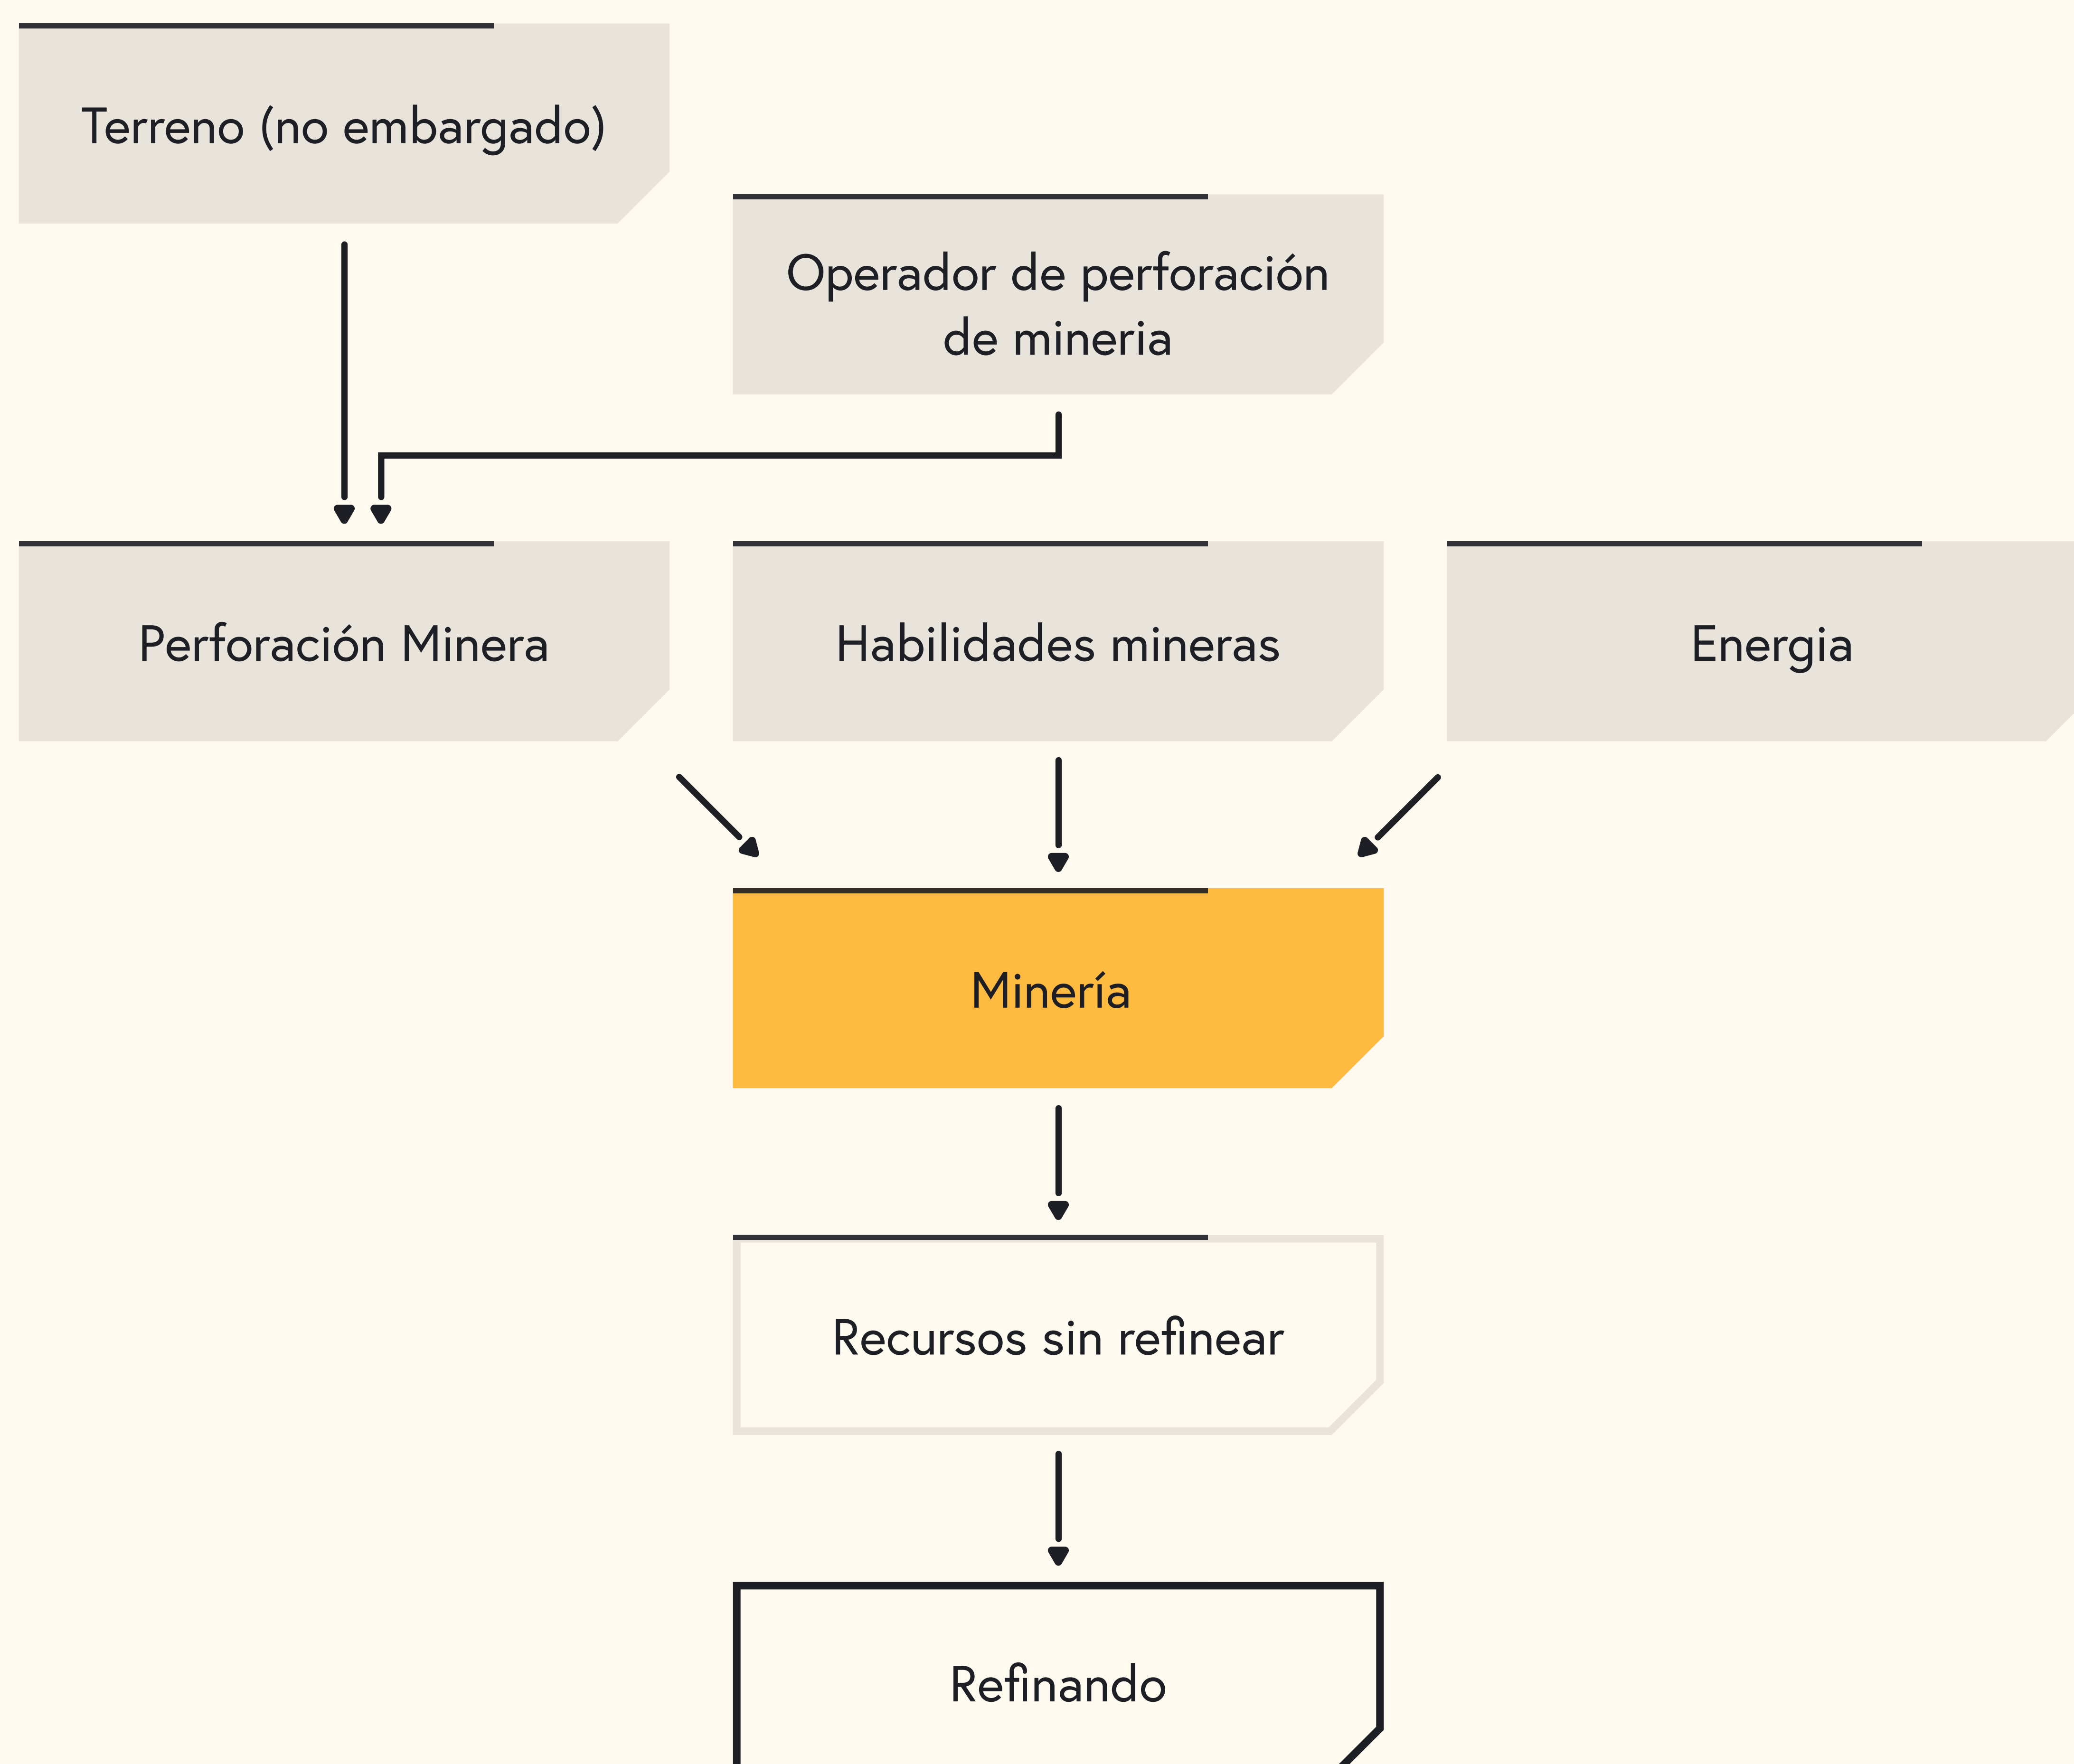 Terreno (no embargado)
Operador de perforación
de mineria
Perforación Minera
Habilidades mineras
Energia
Minería
Recursos sin refinear
Refinando